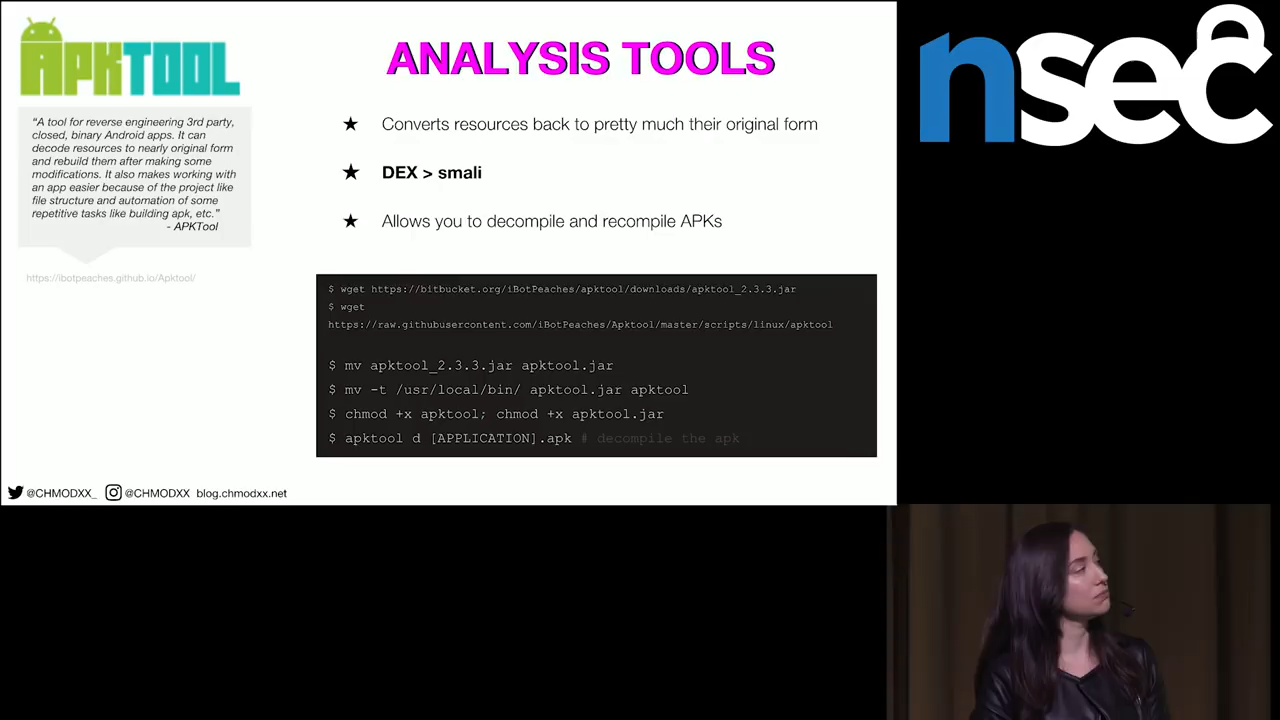 APKTOOL
ANALYSIS TOOLS
nsec
"A tool for reverse engineering 3rd party,
closed, binary Android apps. It can
decode resources to nearly original form
and rebuild them after making some
modifications. It also makes working with
an app easier because of the project like
file structure and automation of some
repetitive tasks like building apk, etc."
- APKTool
https://ibotpeaches.github.io/Apktool/
★ Converts resources back to pretty much their original form
★ DEX > smali
★ Allows you to decompile and recompile APKs
$ wget https://bitbucket.org/iBotPeaches/apktool/downloads/apktool_2.3.3.jar
$ wget
https://raw.githubusercontent.com/iBotPeaches/Apktool/master/scripts/linux/apktool
$ mv apktool_2.3.3.jar apktool.jar
$ mv -t /usr/local/bin/ apktool.jar apktool
$ chmod +x apktool; chmod +x apktool.jar
$ apktool d [APPLICATION].apk # decompile the apk
@CHMODXX_ @CHMODXX blog.chmodxx.net